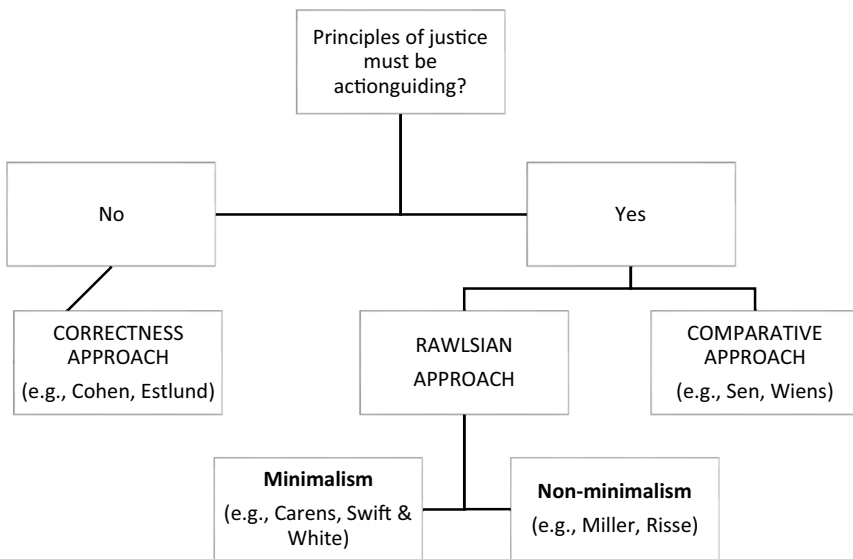 Principles of justice
must be
actionguiding?
No
Yes
CORRECTNESS
APPROACH
(e.g., Cohen, Estlund)
RAWLSIAN
APPROACH
COMPARATIVE
APPROACH
(e.g., Sen, Wiens)
Minimalism
(e.g., Carens, Swift &
White)
Non-minimalism
(e.g., Miller, Risse)